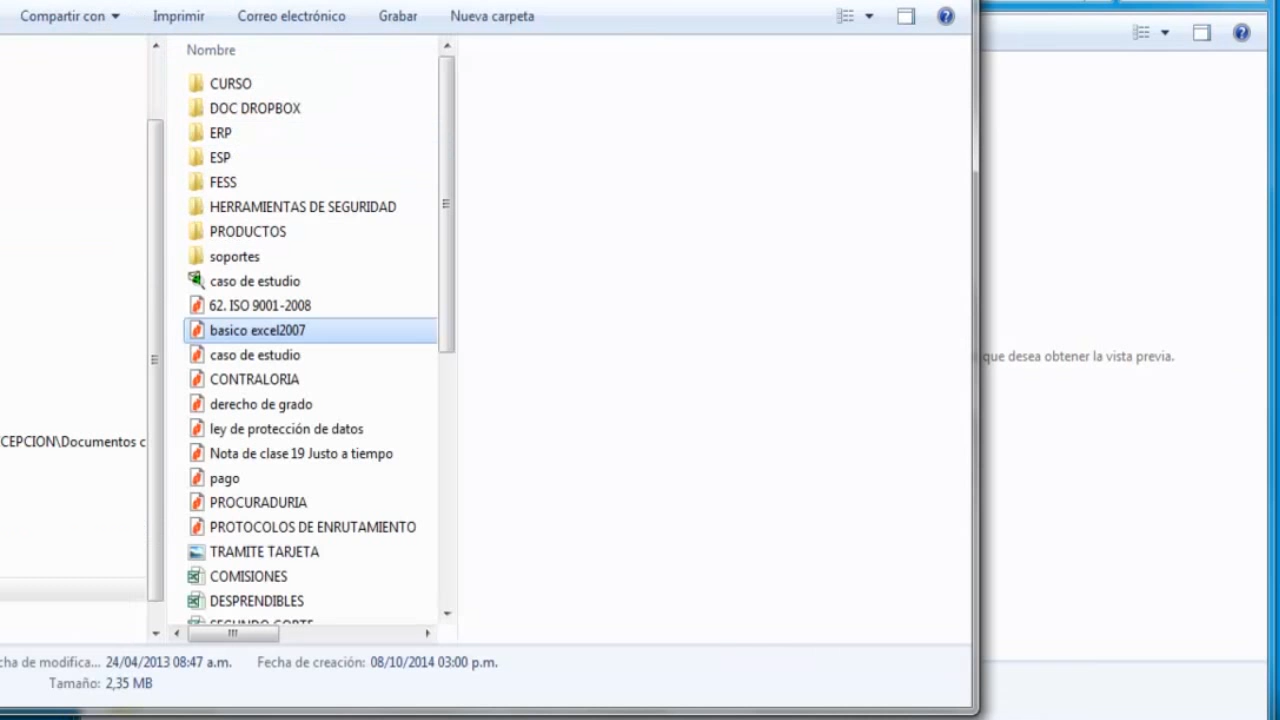 Compartir con Imprimir Correo electrónico Grabar Nueva carpeta
Nombre
CURSO
DOC DROPBOX
ERP
ESP
FESS
HERRAMIENTAS DE SEGURIDAD
PRODUCTOS
soportes
caso de estudio
62. ISO 9001-2008
basico excel2007
caso de estudio
CONTRALORIA
derecho de grado
ley de protección de datos
Nota de clase 19 Justo a tiempo
pago
PROCURADURIA
PROTOCOLOS DE ENRUTAMIENTO
TRAMITE TARJETA
COMISIONES
DESPRENDIBLES
SEGUNDO CORTE
CEPCION\Documentos c
que desea obtener la vista previa.
cha de modifica... 24/04/2013 08:47 a.m. Fecha de creación: 08/10/2014 03:00 p.m.
Tamaño: 2,35 MB